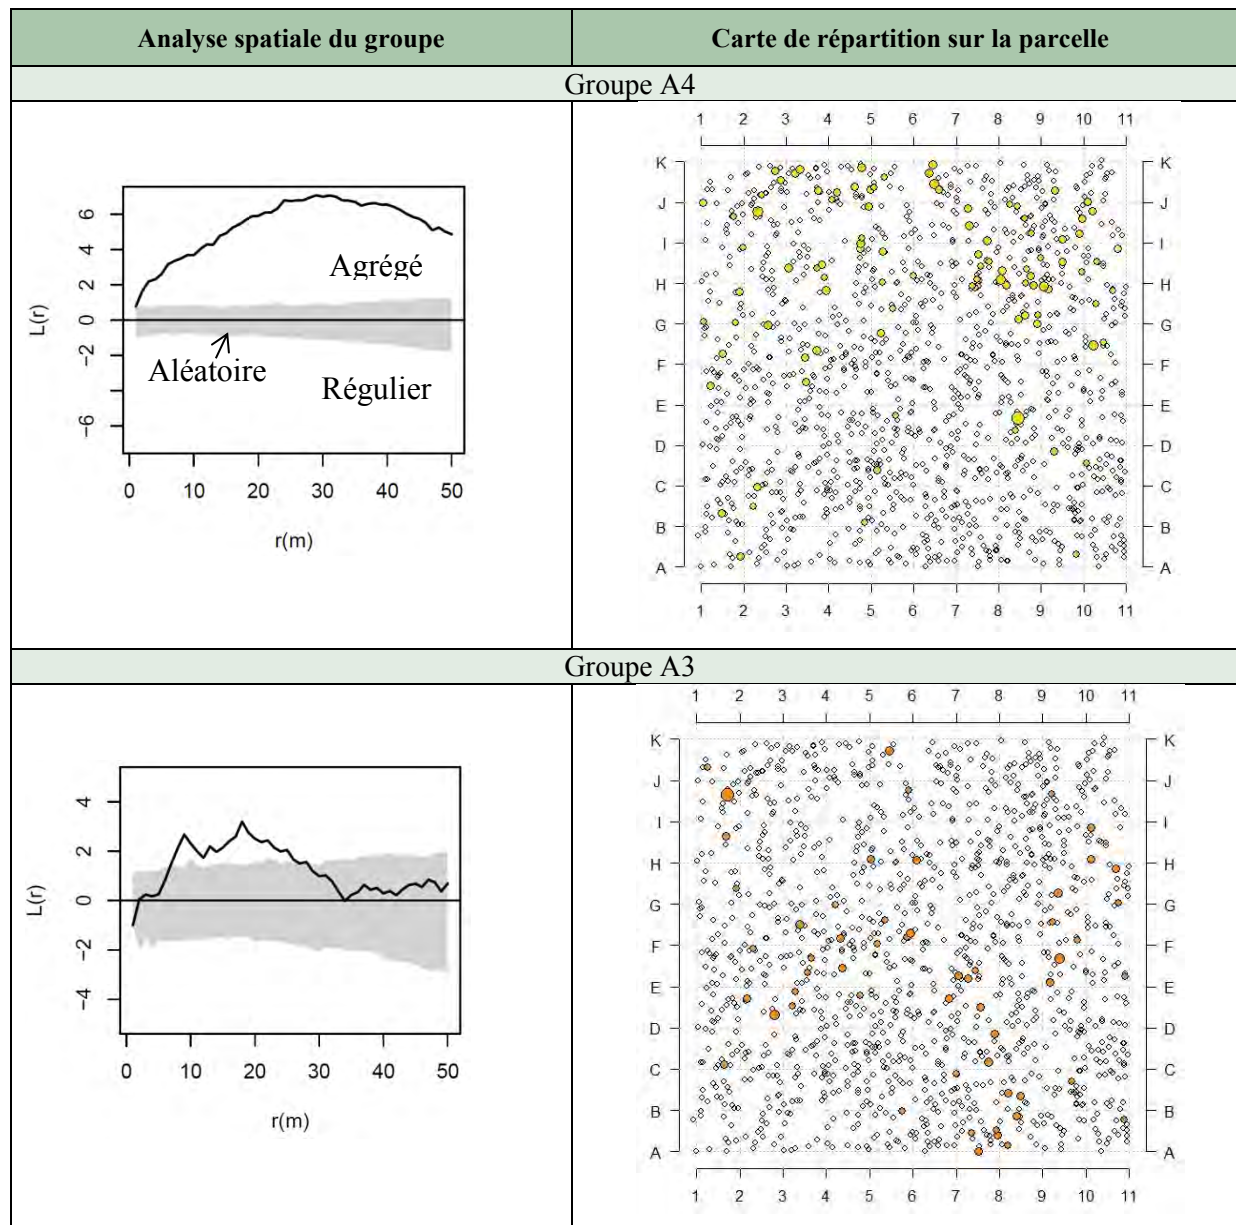 Analyse spatiale du groupe
Carte de répartition sur la parcelle
Groupe A4
L(r)
6
4
2
0
−2
−6
Agrégé
Aléatoire
Régulier
0 10 20 30 40 50
r(m)
1 2 3 4 5 6 7 8 9 10 11
K K
J J
I I
H H
G G
F F
E E
D D
C C
B B
A A
1 2 3 4 5 6 7 8 9 10 11
Groupe A3
L(r)
4
2
0
−2
−4
0 10 20 30 40 50
r(m)
1 2 3 4 5 6 7 8 9 10 11
K K
J J
I I
H H
G G
F F
E E
D D
C C
B B
A A
1 2 3 4 5 6 7 8 9 10 11